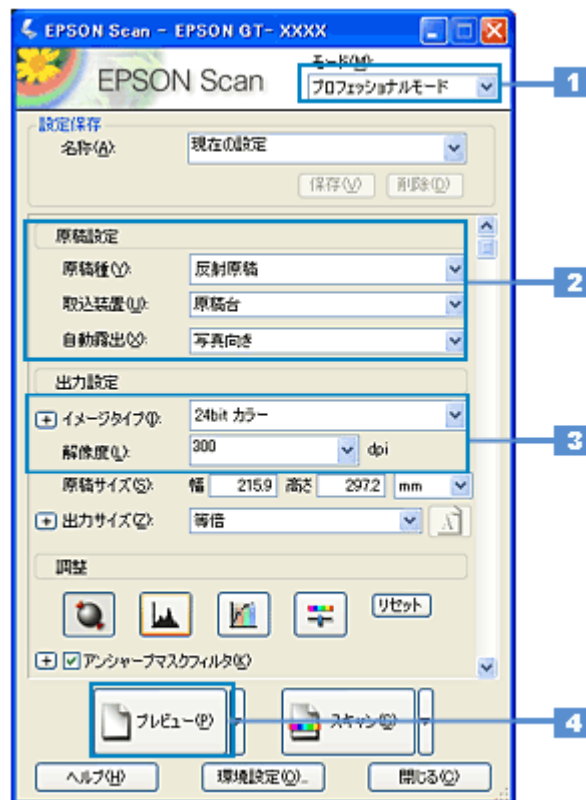 EPSON Scan - EPSON GT- XXXX
EPSON Scan
モード(M):
プロフェッショナルモード
1
設定保存
名称(A):
現在の設定
保存(V)
削除(D)
原稿設定
原稿種(Y):
反射原稿
取込装置(U):
原稿台
自動露出(X):
写真向き
2
出力設定
+ イメージタイプ(I):
24bit カラー
解像度(L):
300
dpi
3
原稿サイズ(S):
幅 215.9 高さ 297.2 mm
+ 出力サイズ(Z):
等倍
調整
リセット
+ アンシャープマスクフィルタ(K)
プレビュー(P)
スキャン(S)
4
ヘルプ(H)
環境設定(O)...
閉じる(C)